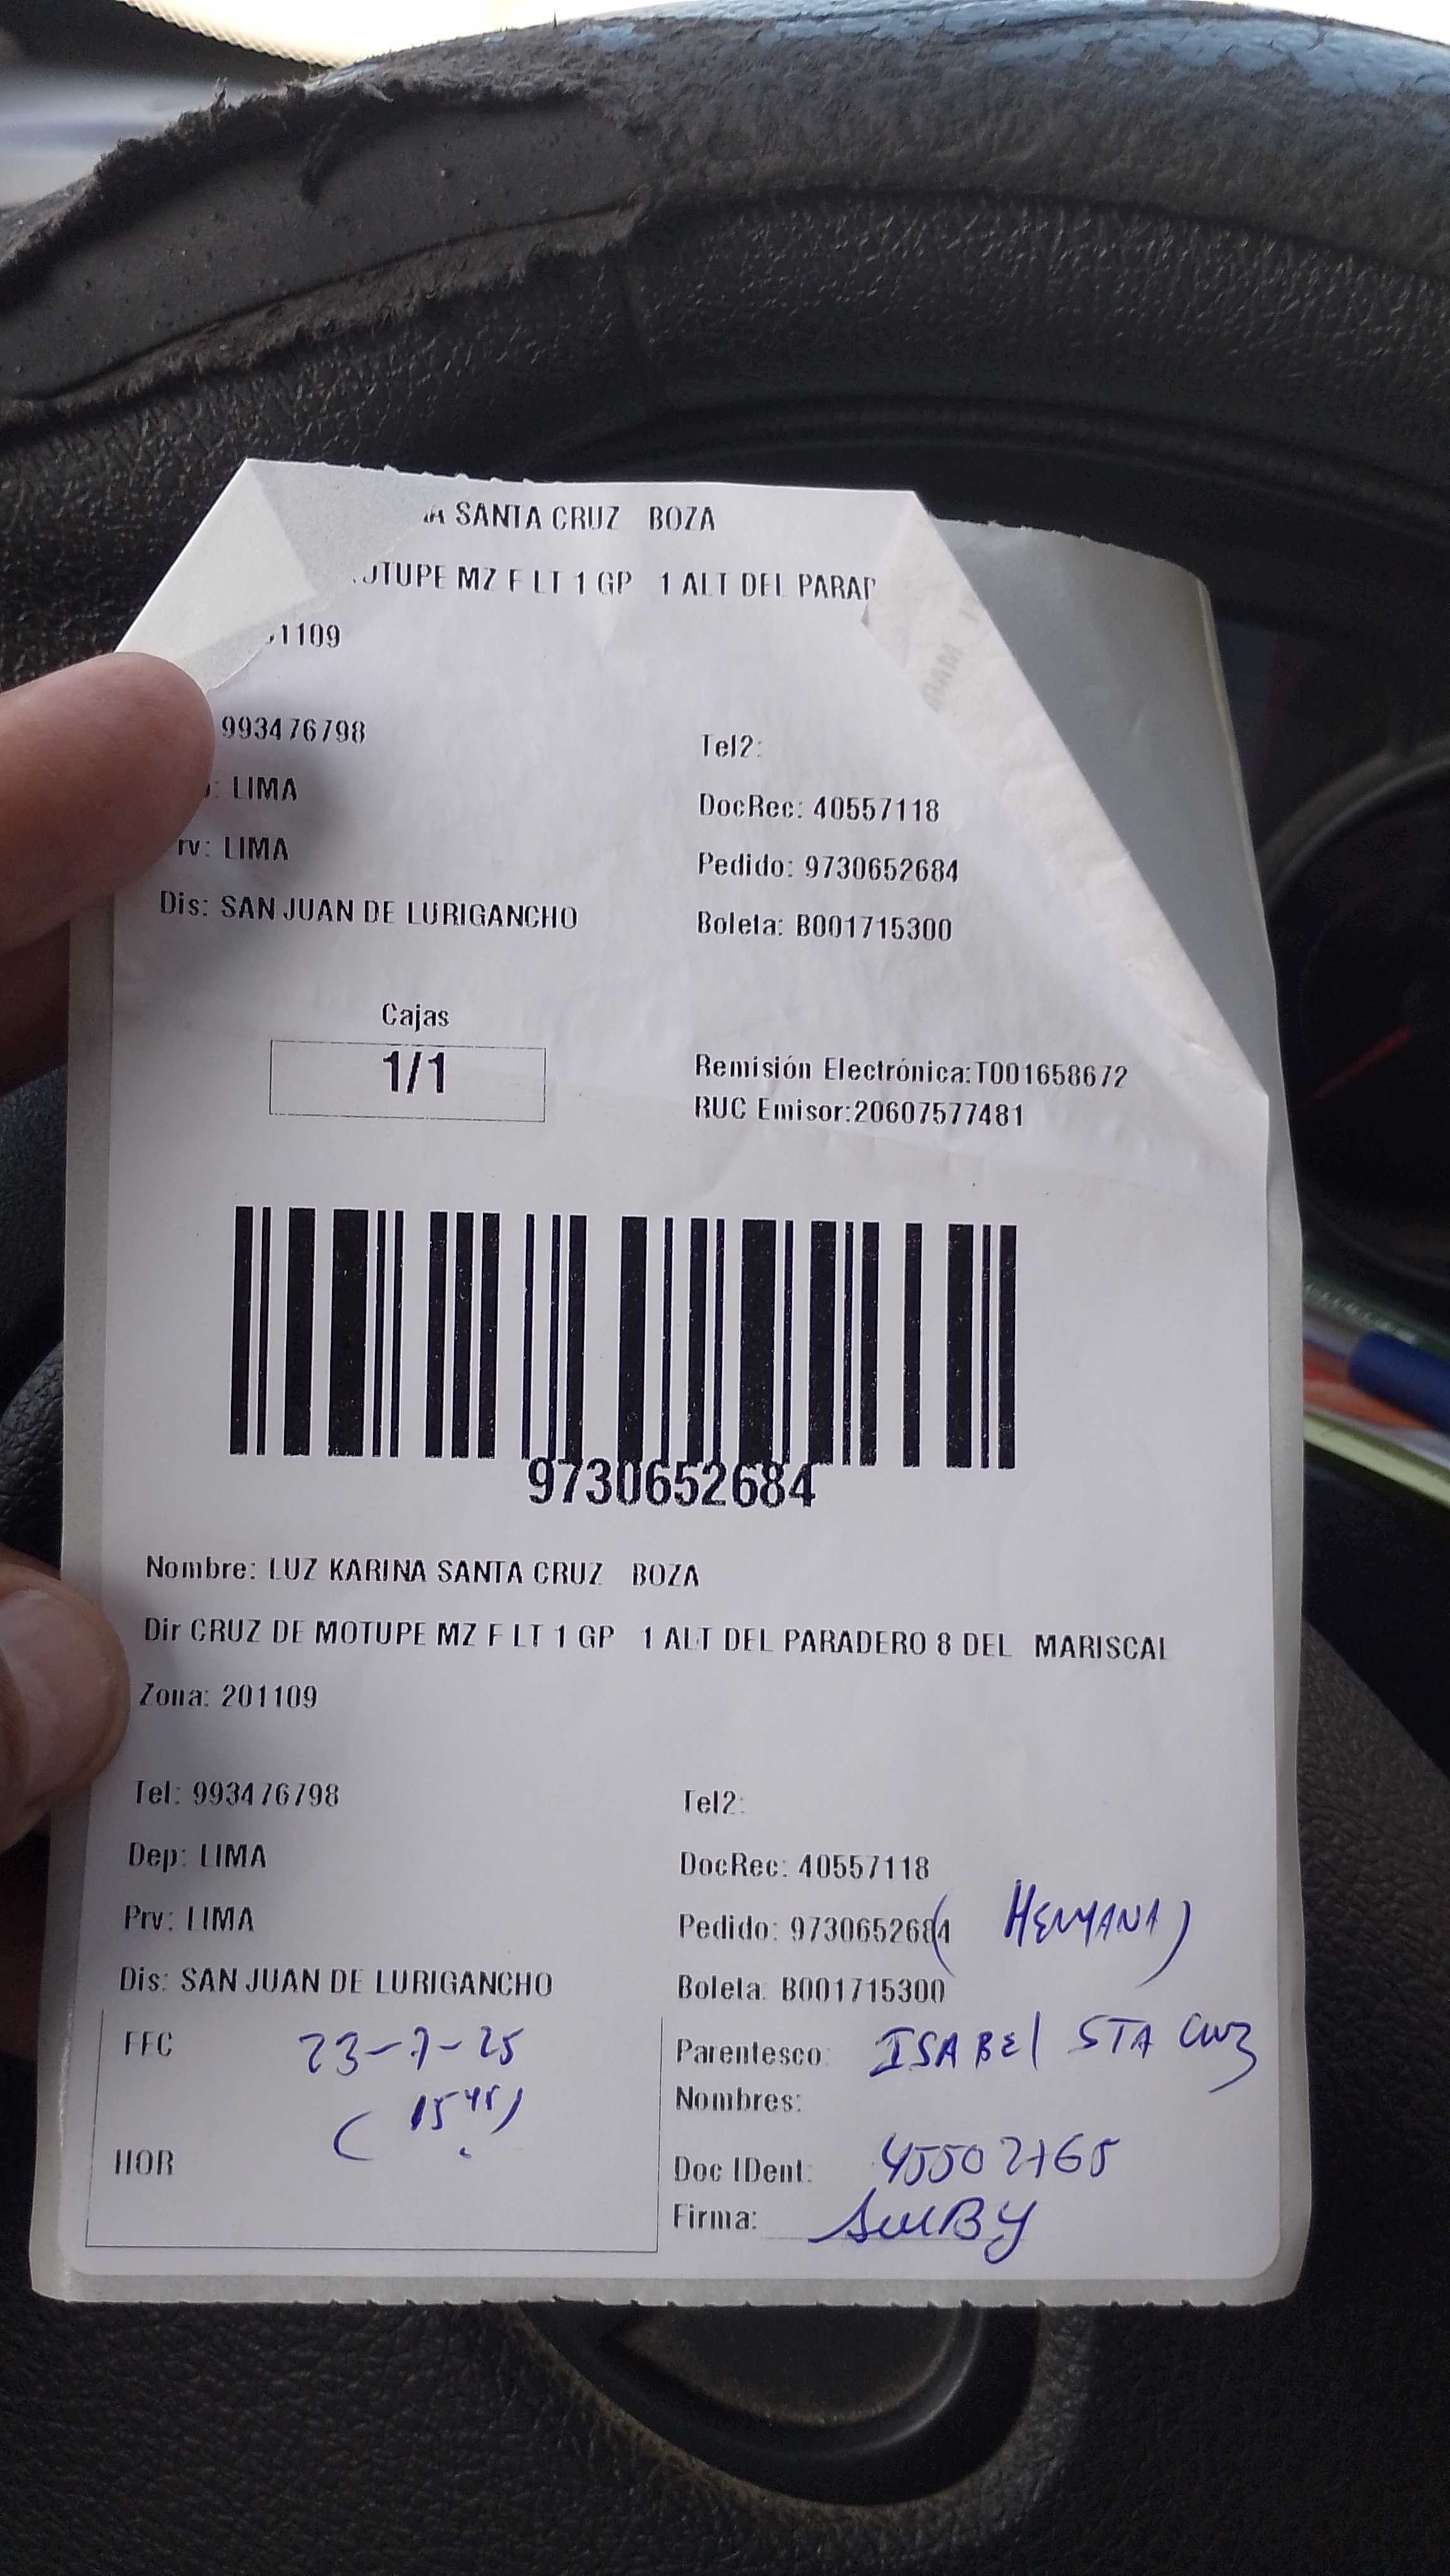 SANTA CRUZ BOZA
MZ F LT 1 GP 1 ALT DEL
1109
993476798
Tel2:
: LIMA
DocRec: 40557118
rv: LIMA
Pedido: 9730652684
Dis: SAN JUAN DE LURIGANCHO
Boleta: B001715300
Cajas
1/1
Remisión Electrónica:T001658672
RUC Emisor:20607577481
9730652684
Nombre: LUZ KARINA SANTA CRUZ BOZA
Dir CRUZ DE MOTUPE MZ F LT 1 GP 1 ALT DEL PARADERO 8 DEL MARISCAL
Zona: 201109
Tel: 993476798
Tel2:
Dep: LIMA
DocRec: 40557118
Prv: LIMA
Pedido: 9730652684 (HERMANA)
Dis: SAN JUAN DE LURIGANCHO
Boleta: B001715300
FEC 23-7-25
Parentesco: ISABEL STA CRUZ
(15 45)
Nombres:
HOR
Doc IDent:
Firma: